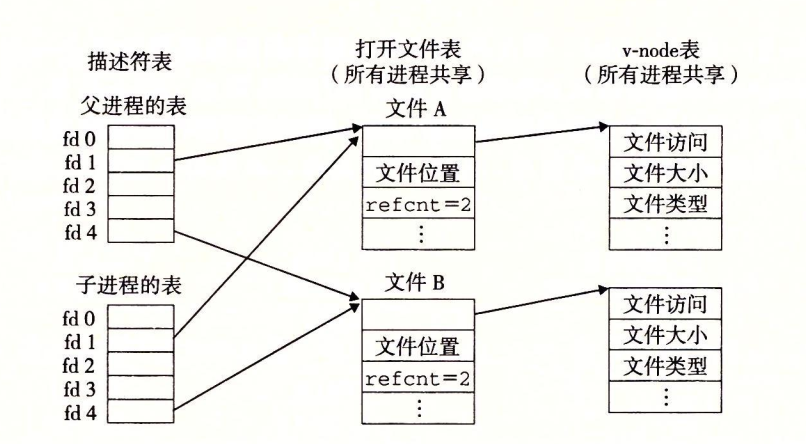 描述符表
打开文件表
（所有进程共享）
v-node表
（所有进程共享）
父进程的表
fd 0
fd 1
fd 2
fd 3
fd 4
子进程的表
fd 0
fd 1
fd 2
fd 3
fd 4
文件 A
文件位置
refcnt=2
⋮
文件 B
文件位置
refcnt=2
⋮
文件访问
文件大小
文件类型
⋮
文件访问
文件大小
文件类型
⋮